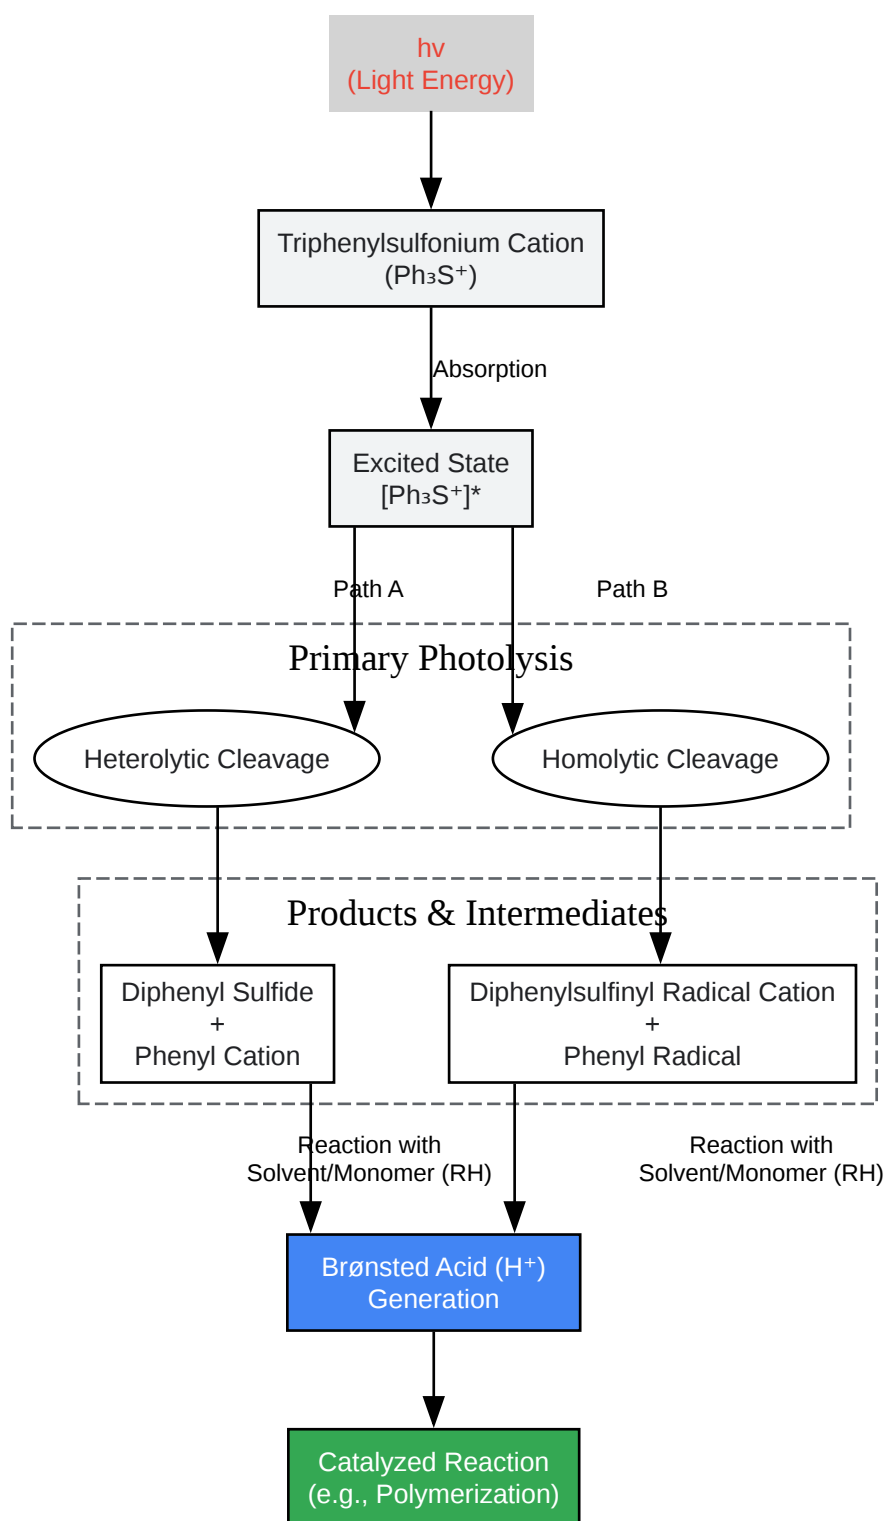 hv
(Light Energy)
Triphenylsulfonium Cation
(Ph₃S⁺)
Absorption
Excited State
[Ph₃S⁺]*
Path A
Path B
Primary Photolysis
Heterolytic Cleavage
Homolytic Cleavage
Products & Intermediates
Diphenyl Sulfide
+
Phenyl Cation
Diphenylsulfinyl Radical Cation
+
Phenyl Radical
Reaction with
Solvent/Monomer (RH)
Reaction with
Solvent/Monomer (RH)
Brønsted Acid (H⁺)
Generation
Catalyzed Reaction
(e.g., Polymerization)